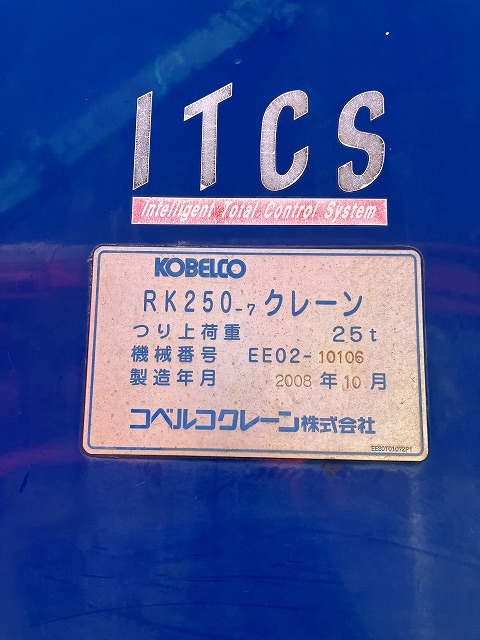 ITCS
Intelligent Total Control System
KOBELCO
RK250-7クレーン
つり上荷重 25t
機械番号 EE02-10106
製造年月 2008年10月
コベルコクレーン株式会社
EE20T01072P1